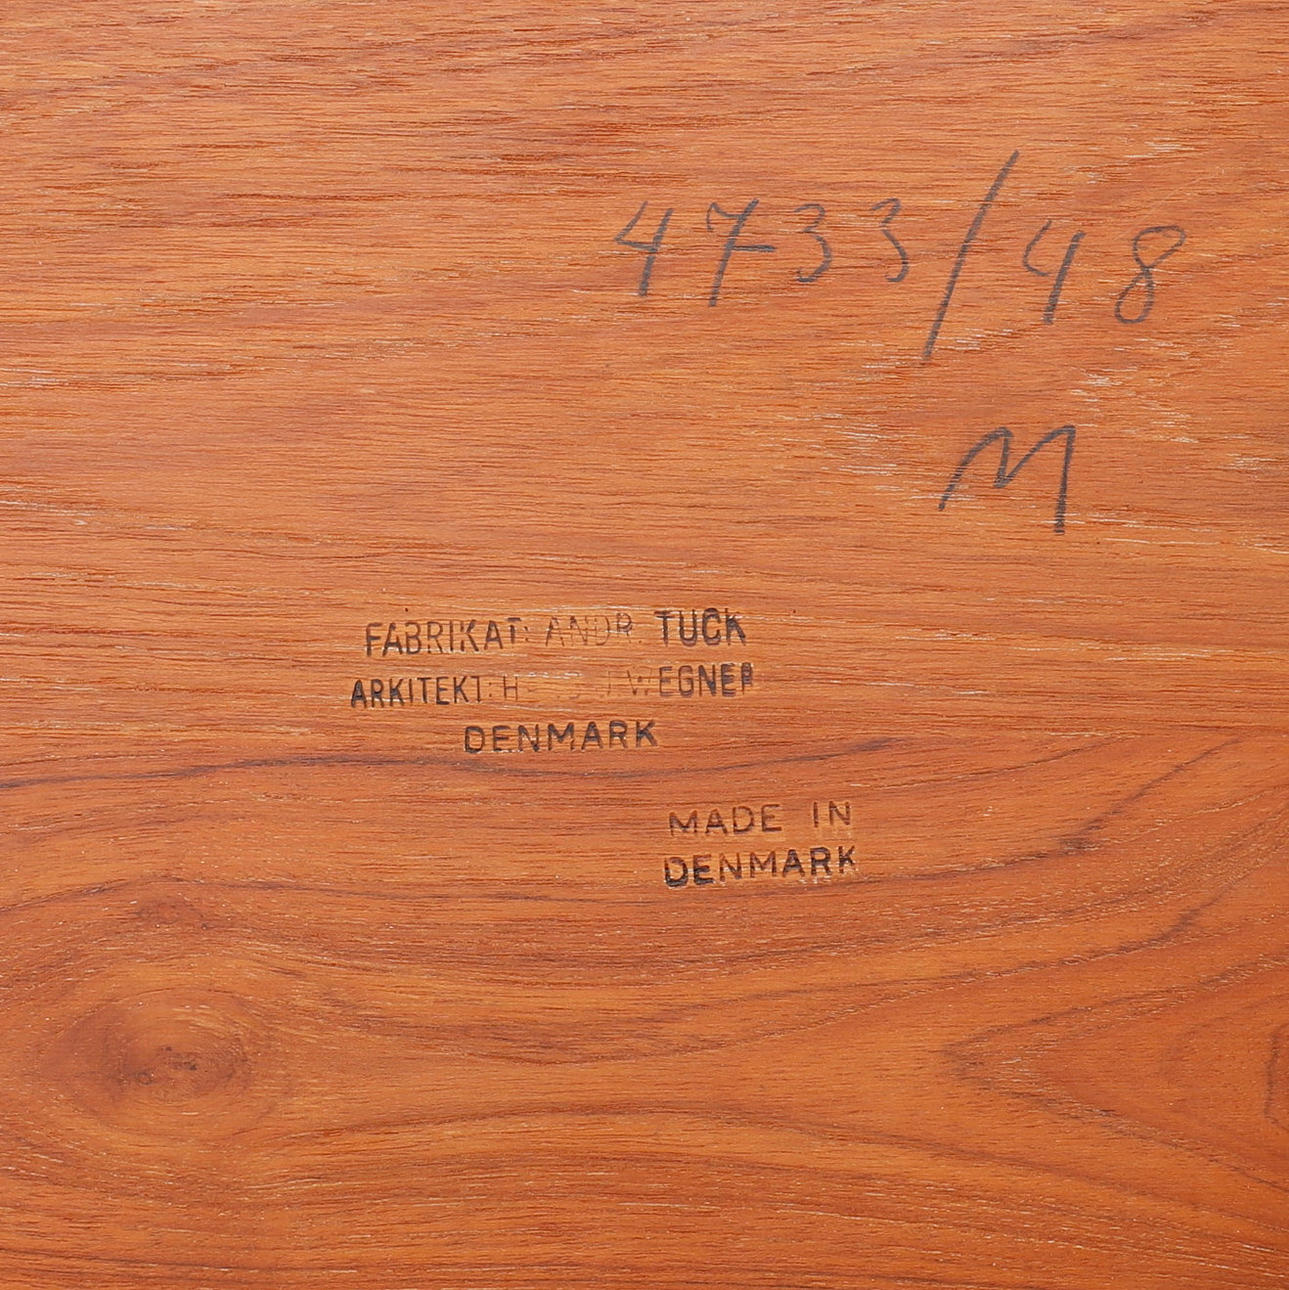 4733/48
M
FABRIKAT: ANDR. TUCK
ARKITEKT: WEGNER
DENMARK
MADE IN
DENMARK